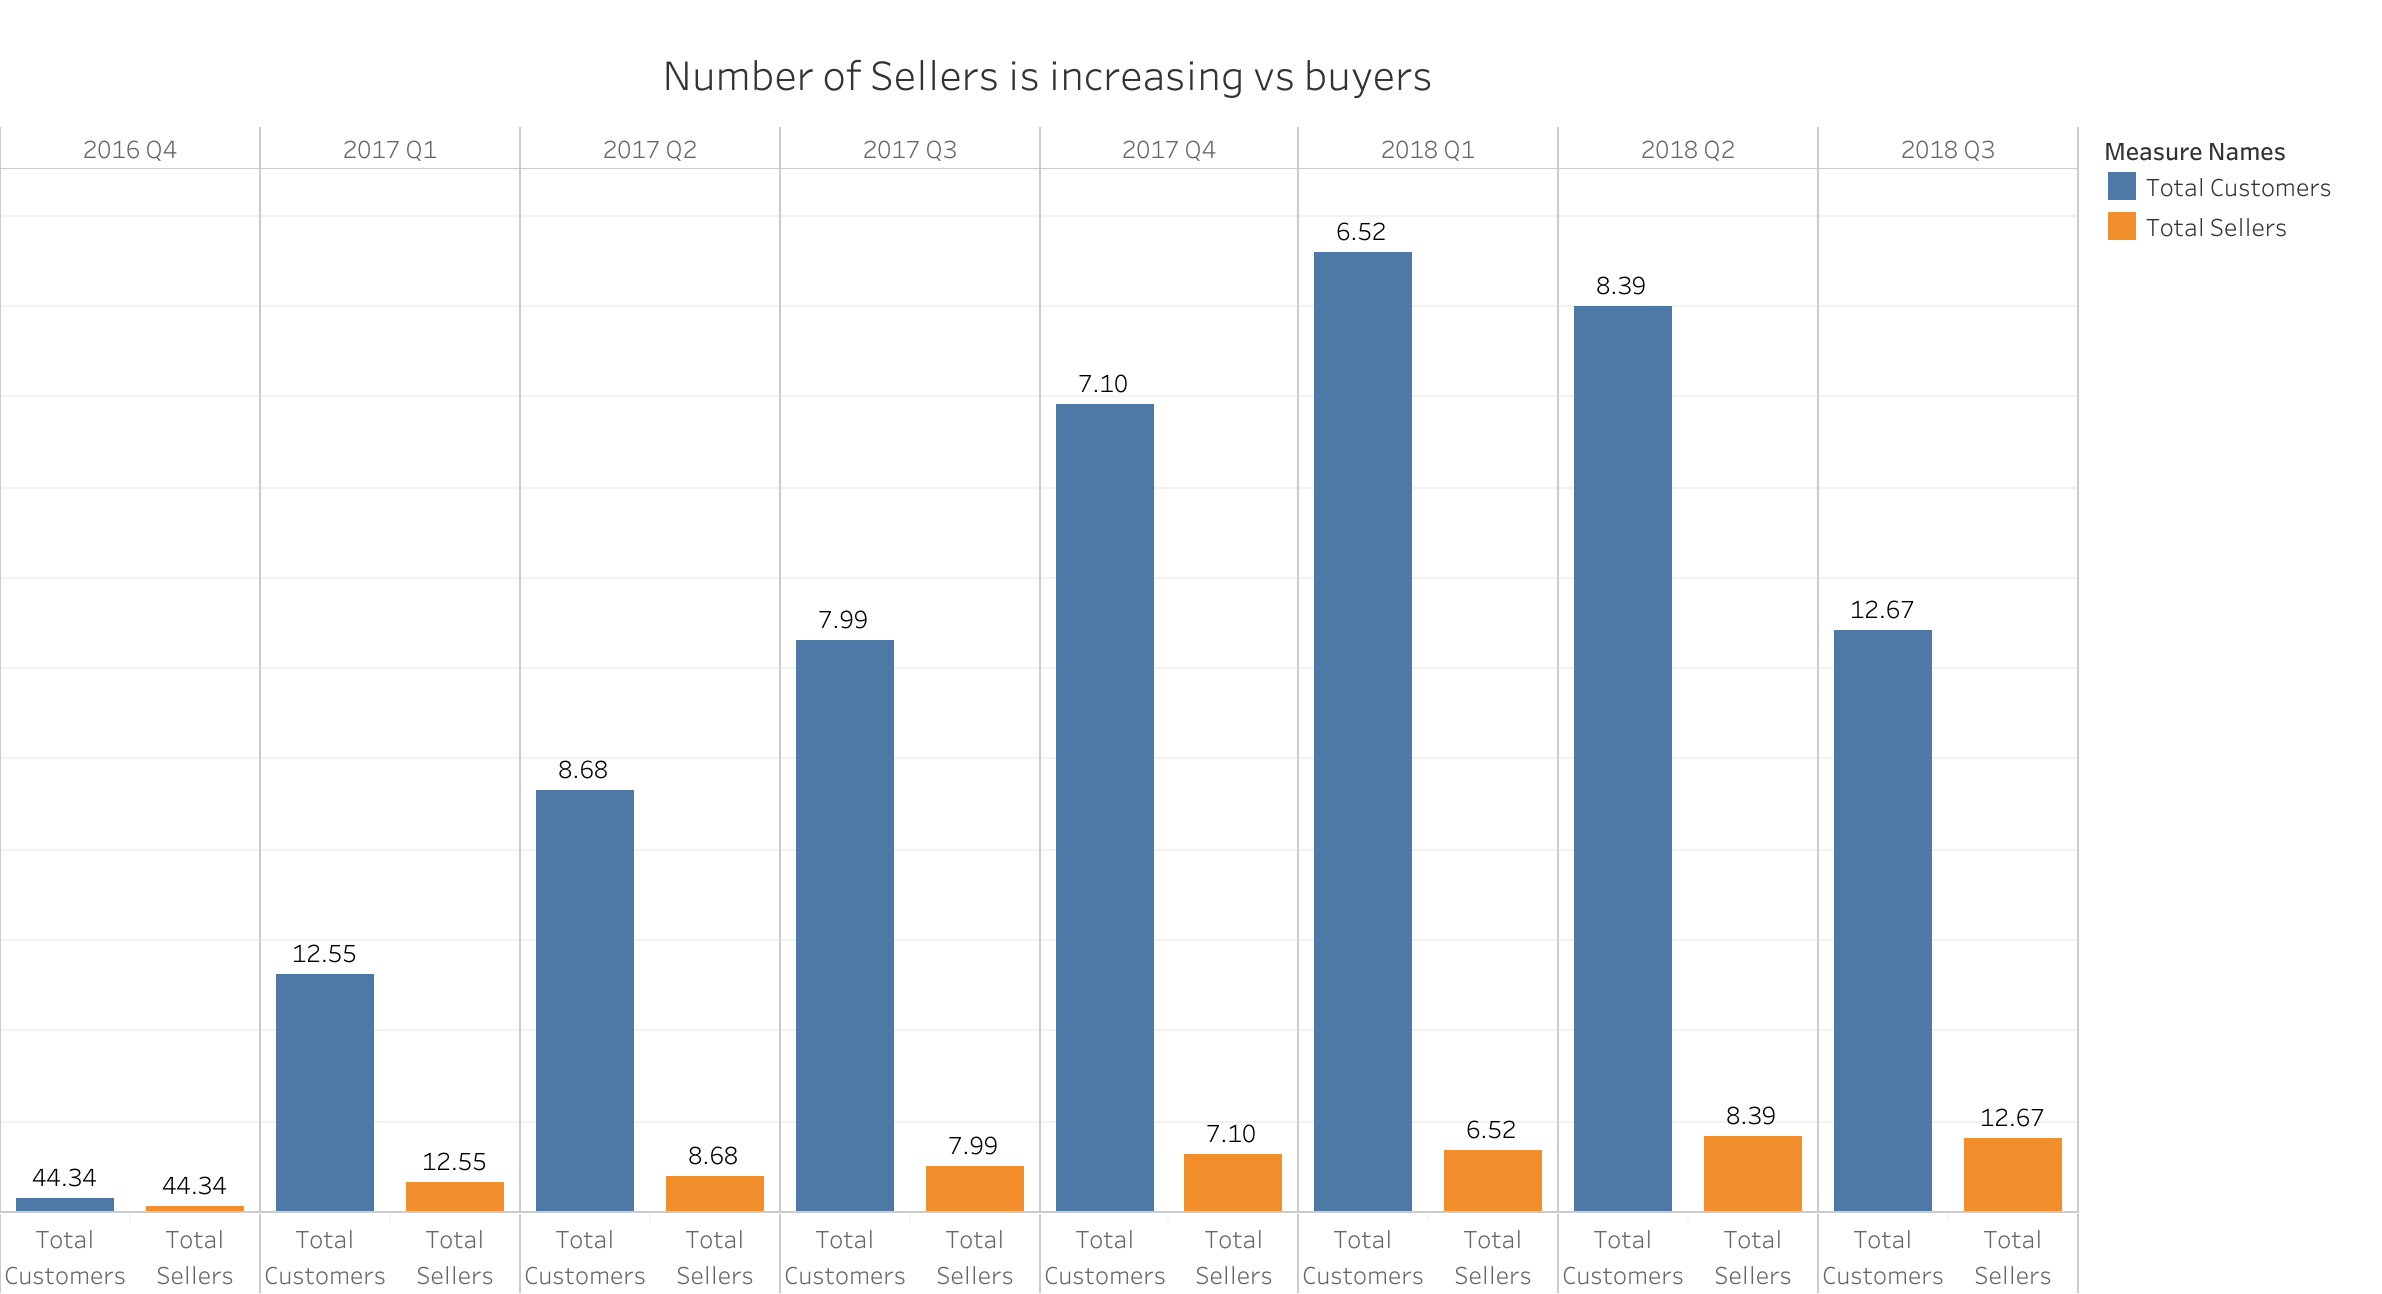 Number of Sellers is increasing vs buyers
2016 Q4 2017 Q1 2017 Q2 2017 Q3 2017 Q4 2018 Q1 2018 Q2 2018 Q3
Measure Names
Total Customers
Total Sellers
6.52
8.39
7.10
12.67
7.99
8.68
12.55
8.39
12.67
6.52
7.10
7.99
8.68
12.55
44.34
44.34
Total Total Total Total Total Total Total Total Total Total Total Total Total Total Total Total
Customers Sellers Customers Sellers Customers Sellers Customers Sellers Customers Sellers Customers Sellers Customers Sellers Customers Sellers